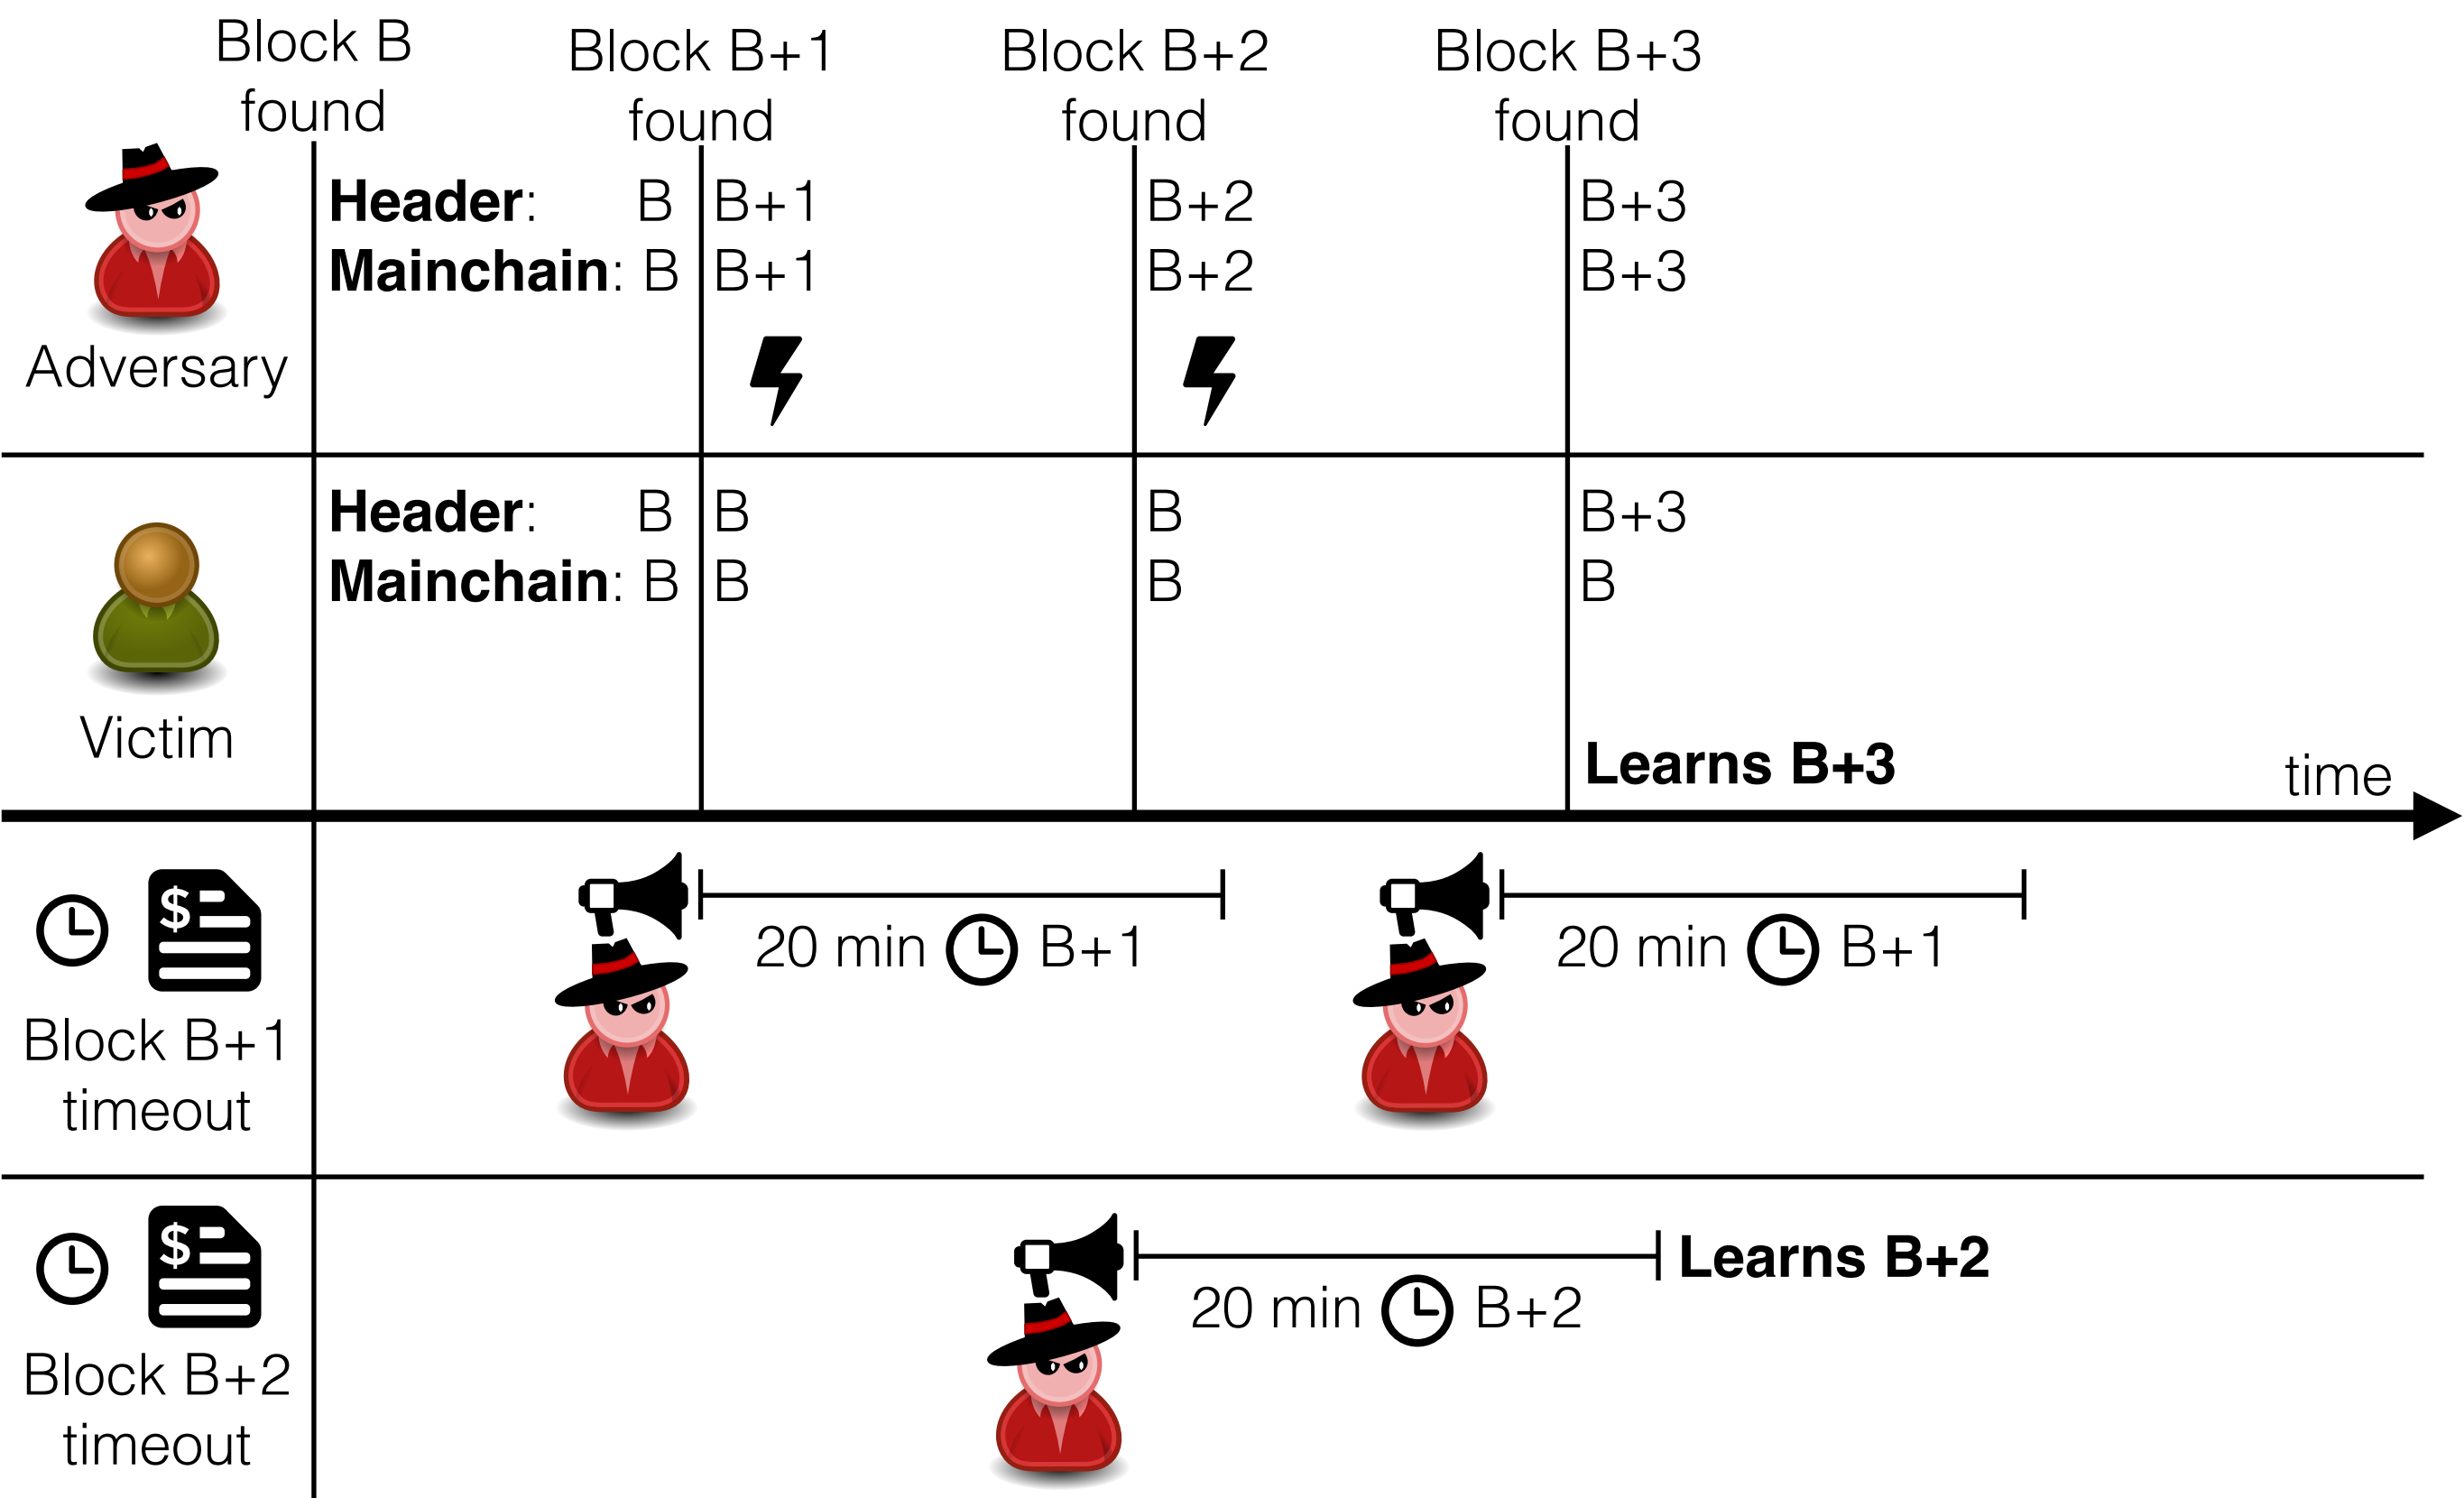 Block B
found
Block B+1
found
Block B+2
found
Block B+3
found
Header: B B+1 B+2 B+3
Mainchain: B B+1 B+2 B+3
Adversary
Header: B B B B+3
Mainchain: B B B B
Victim
Learns B+3
time
$
20 min B+1
20 min B+1
Block B+1
timeout
$
Learns B+2
20 min B+2
Block B+2
timeout